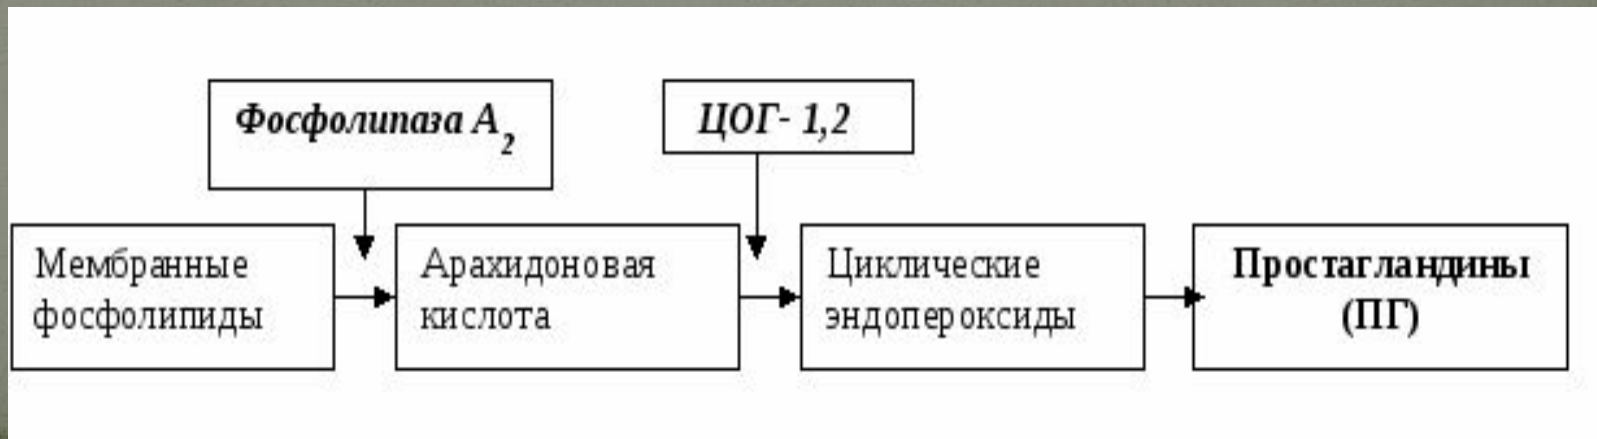 Фосфолипаза А2
ЦОГ- 1,2
Мембранные
фосфолипиды
Арахидоновая
кислота
Циклические
эндопероксиды
Простагландины
(ПГ)